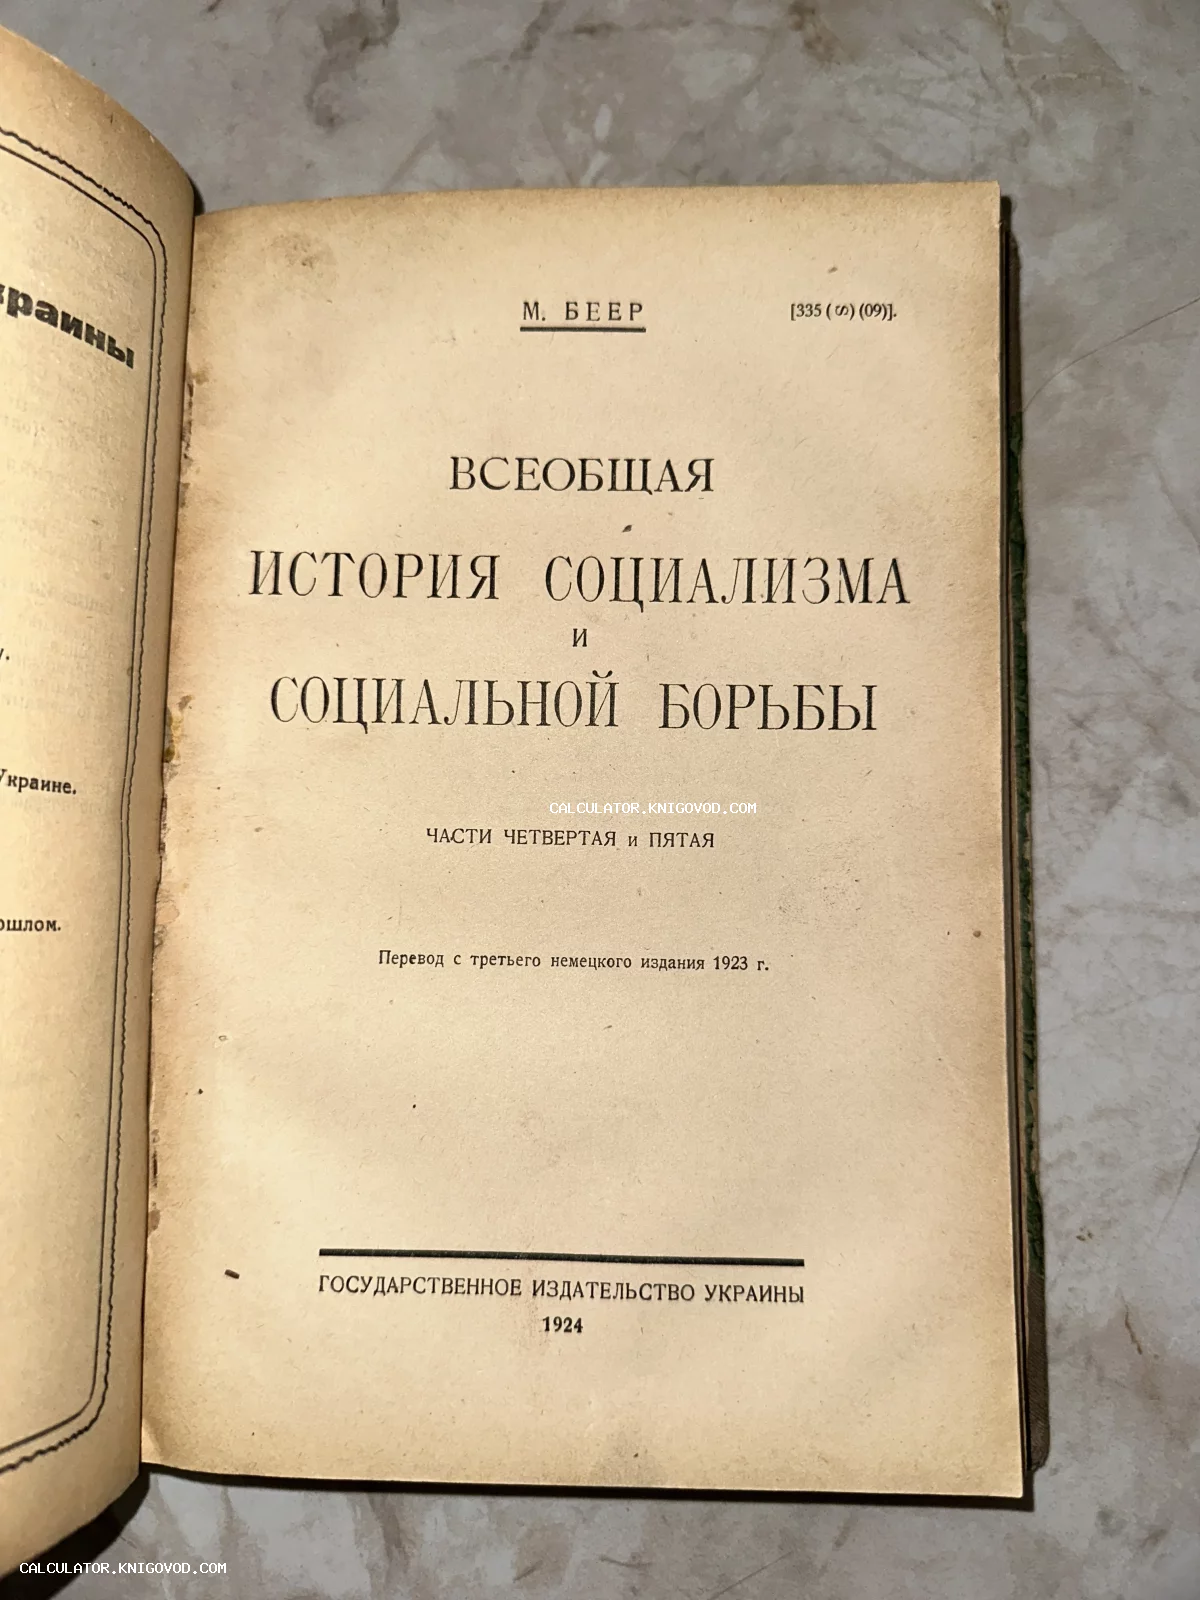 краины
у.
Украине.
ошлом.
М. БЕЕР
[335 (∽) (09)].
ВСЕОБЩАЯ
ИСТОРИЯ СОЦИАЛИЗМА
И
СОЦИАЛЬНОЙ БОРЬБЫ
CALCULATOR.KNIGOVOD.COM
ЧАСТИ ЧЕТВЕРТАЯ и ПЯТАЯ
Перевод с третьего немецкого издания 1923 г.
ГОСУДАРСТВЕННОЕ ИЗДАТЕЛЬСТВО УКРАИНЫ
1924
CALCULATOR.KNIGOVOD.COM